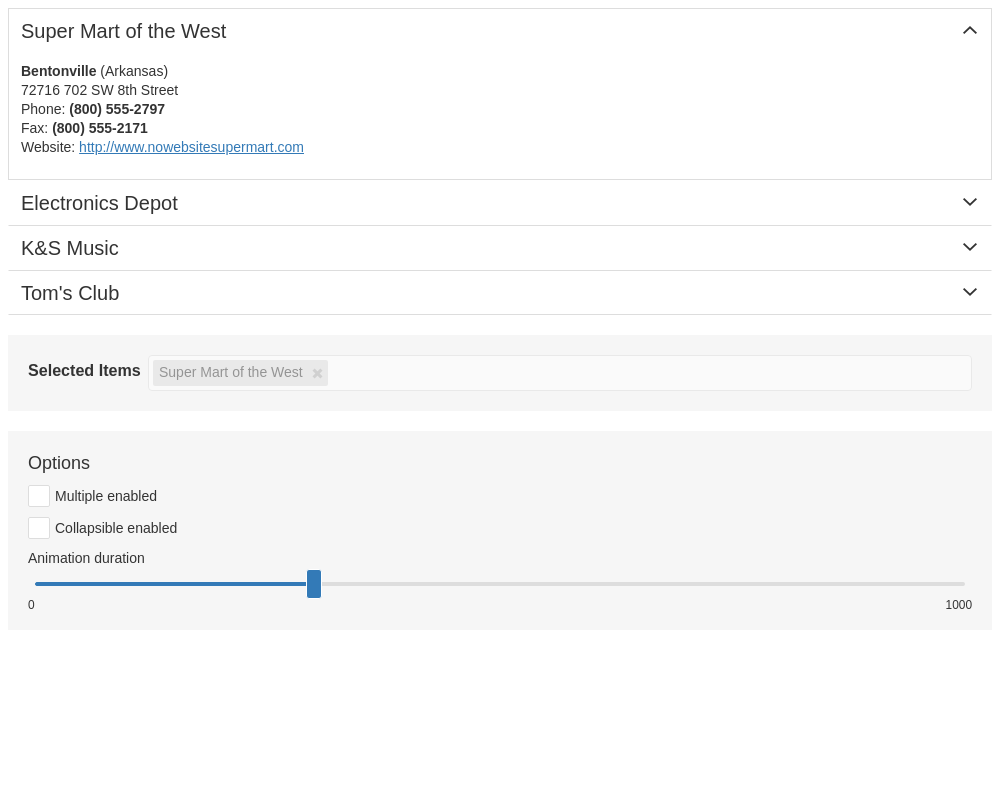 Super Mart of the West
Bentonville (Arkansas)
72716 702 SW 8th Street
Phone: (800) 555-2797
Fax: (800) 555-2171
Website: http://www.nowebsitesupermart.com
Electronics Depot
K&S Music
Tom's Club
Selected Items Super Mart of the West
Options
Multiple enabled
Collapsible enabled
Animation duration
0 1000